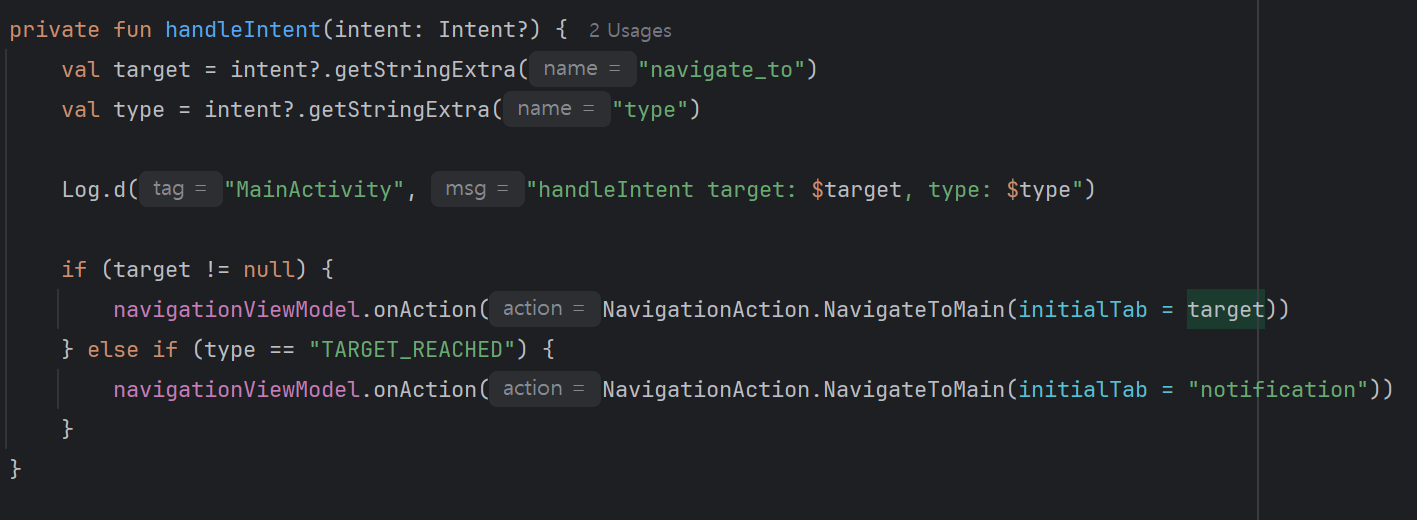 private fun handleIntent(intent: Intent?) { 2 Usages
val target = intent?.getStringExtra( name = "navigate_to")
val type = intent?.getStringExtra( name = "type")
Log.d( tag = "MainActivity", msg = "handleIntent target: $target, type: $type")
if (target != null) {
navigationViewModel.onAction( action = NavigationAction.NavigateToMain(initialTab = target))
} else if (type == "TARGET_REACHED") {
navigationViewModel.onAction( action = NavigationAction.NavigateToMain(initialTab = "notification"))
}
}